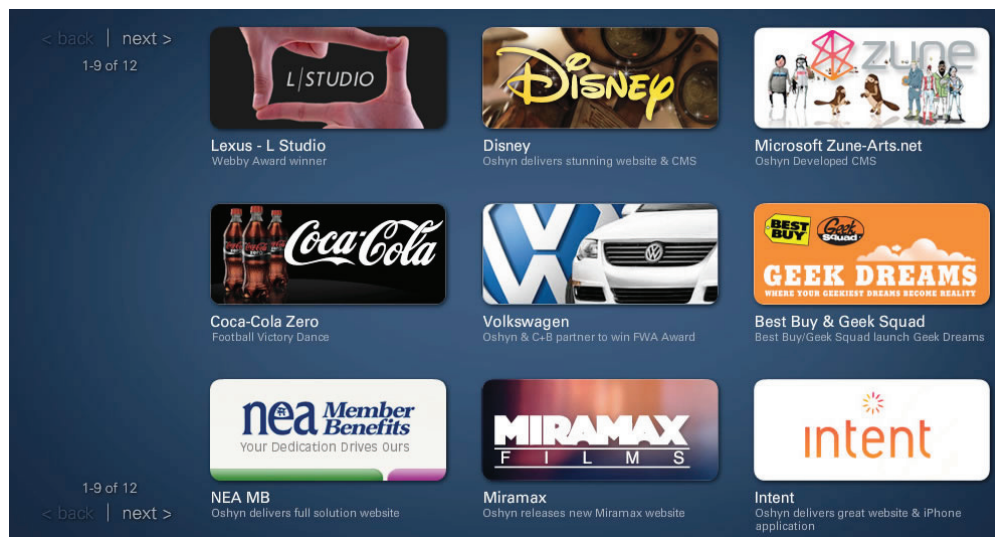 < back | next >
1-9 of 12
L/STUDIO
Lexus - L Studio
Webby Award winner
Disney
Disney
Oshyn delivers stunning website & CMS
zune
Microsoft Zune-Arts.net
Oshyn Developed CMS
Coca-Cola
Coca-Cola Zero
Football Victory Dance
Volkswagen
Oshyn & C+B partner to win FWA Award
BEST BUY
Geek Squad
GEEK DREAMS
WHERE YOUR GEEKIEST DREAMS BECOME REALITY
Best Buy & Geek Squad
Best Buy/Geek Squad launch Geek Dreams
nea Member
Benefits
Your Dedication Drives Ours
NEA MB
Oshyn delivers full solution website
MIRAMAX
FILMS
Miramax
Oshyn releases new Miramax website
intent
Intent
Oshyn delivers great website & iPhone
application
1-9 of 12
< back | next >